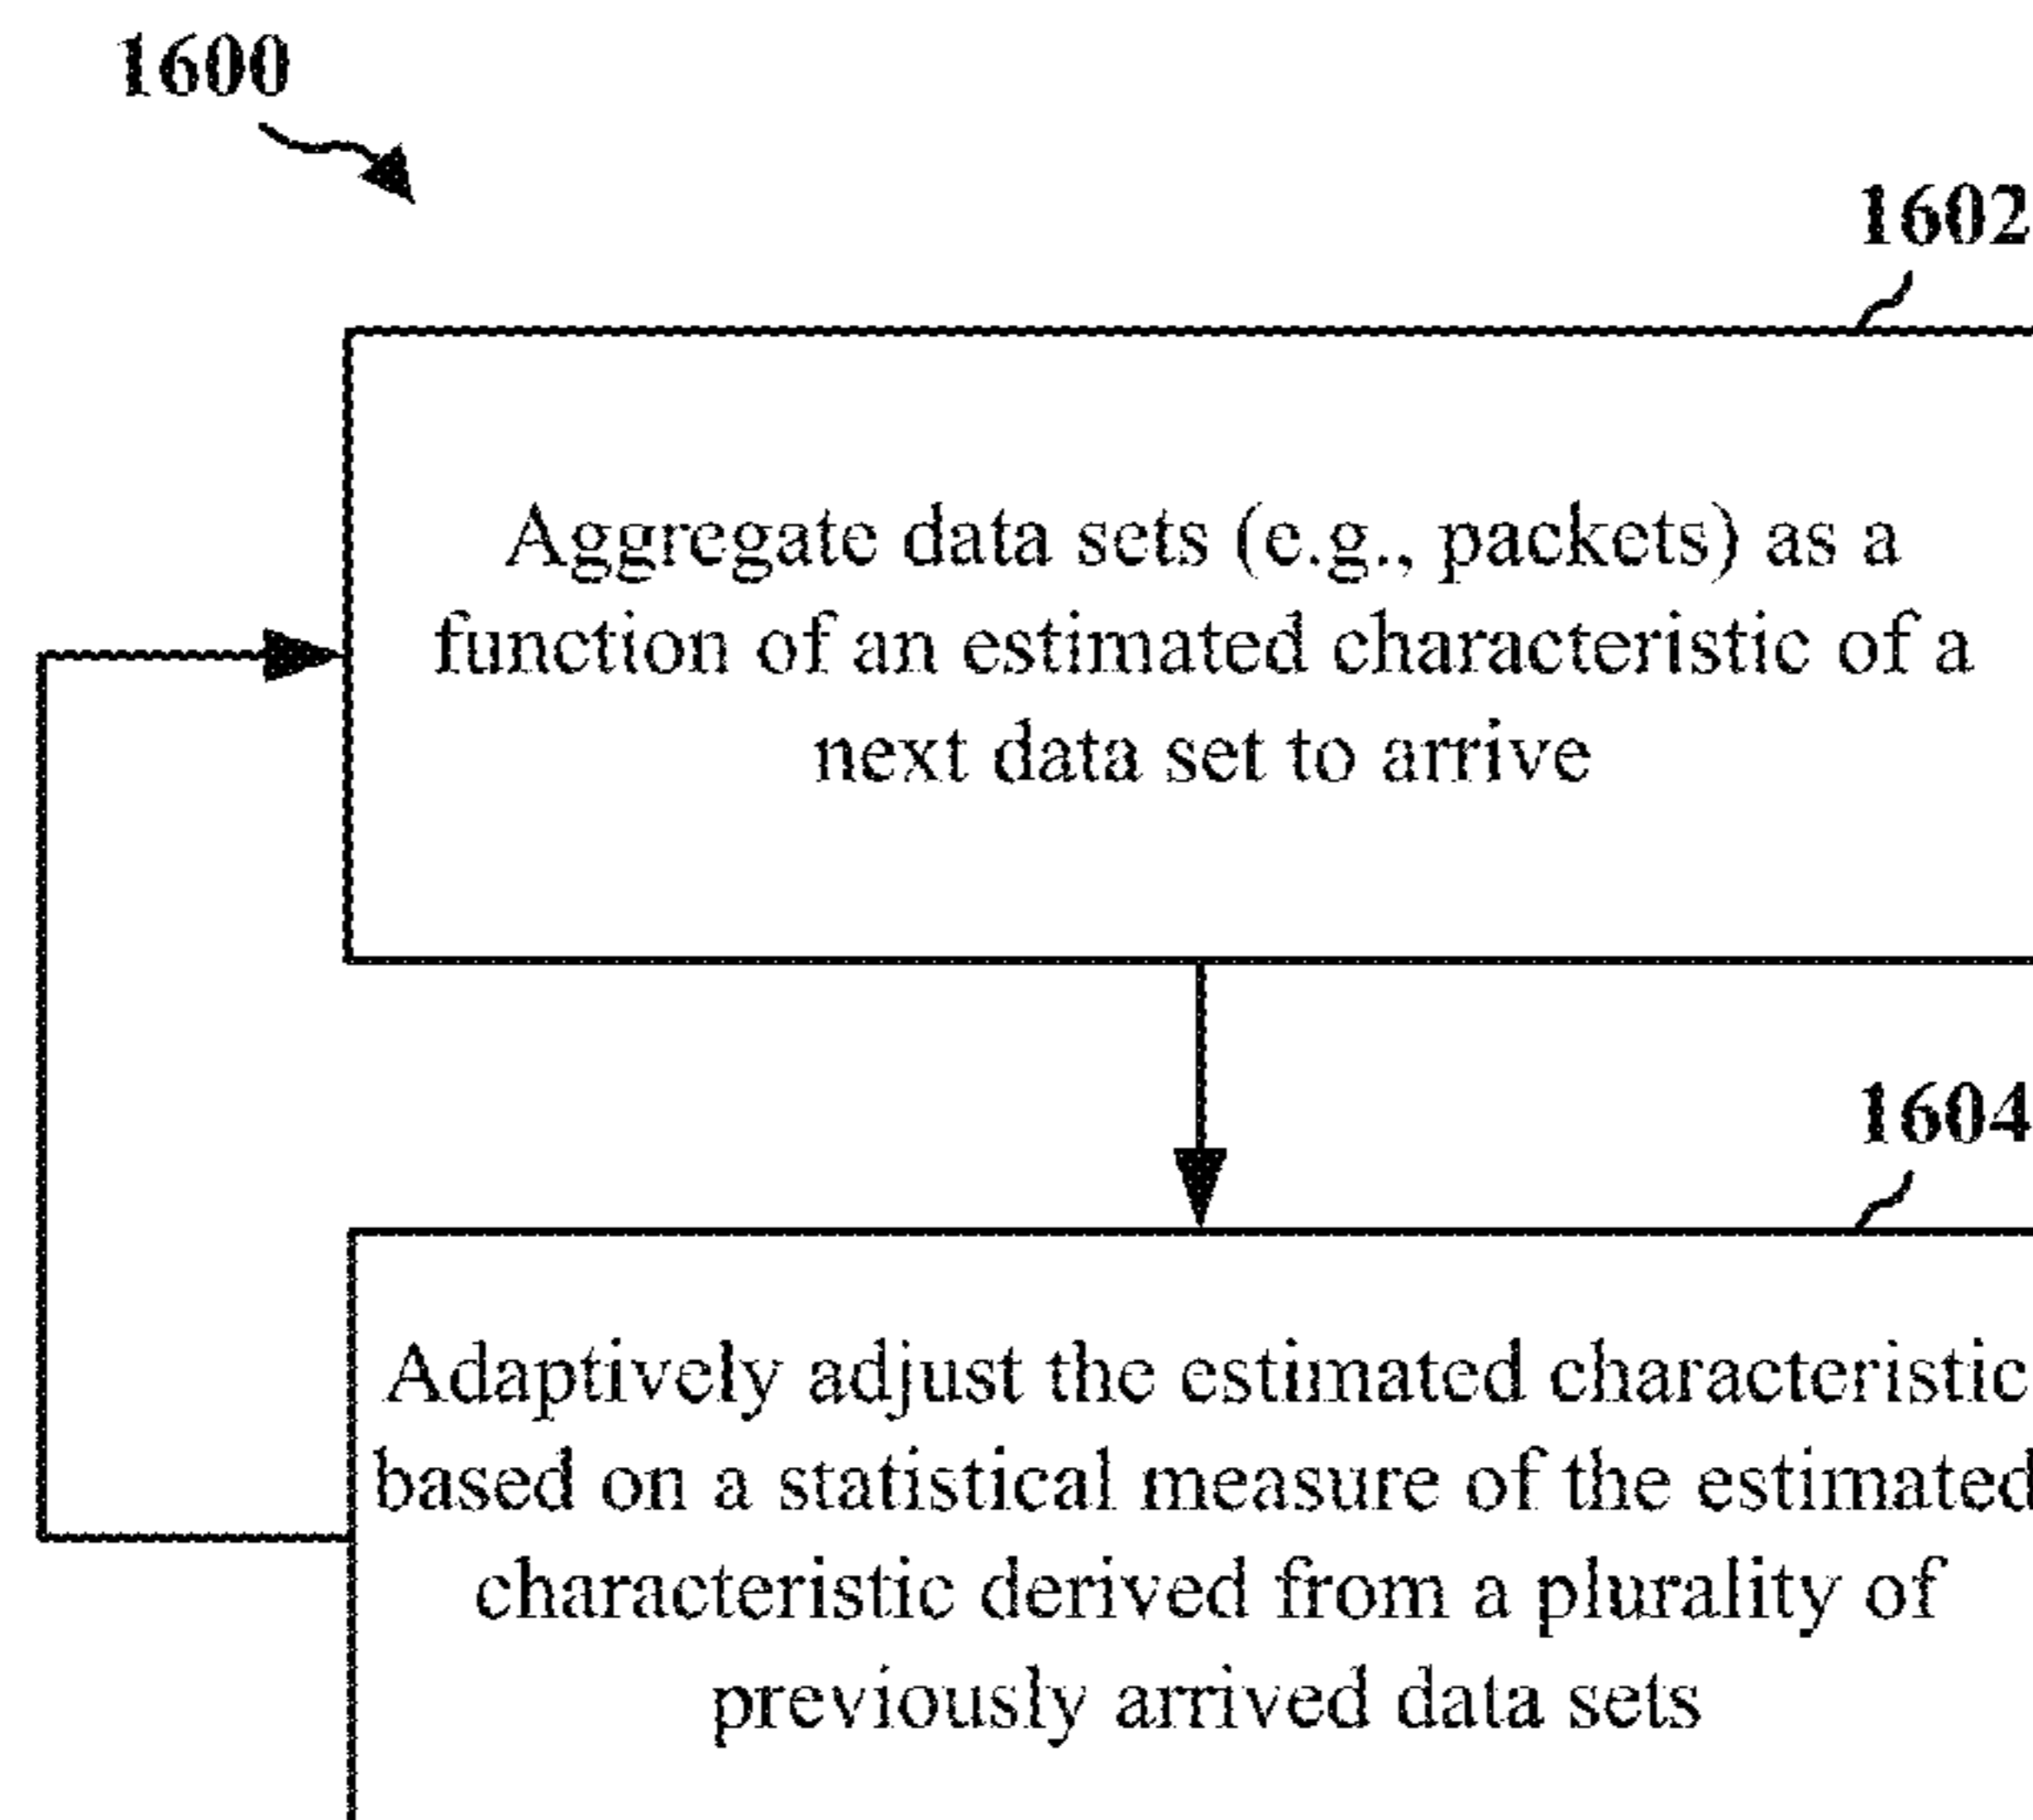 1600
1602
Aggregate data sets (e.g., packets) as a
function of an estimated characteristic of a
next data set to arrive
1604
Adaptively adjust the estimated characteristic
based on a statistical measure of the estimated
characteristic derived from a plurality of
previously arrived data sets